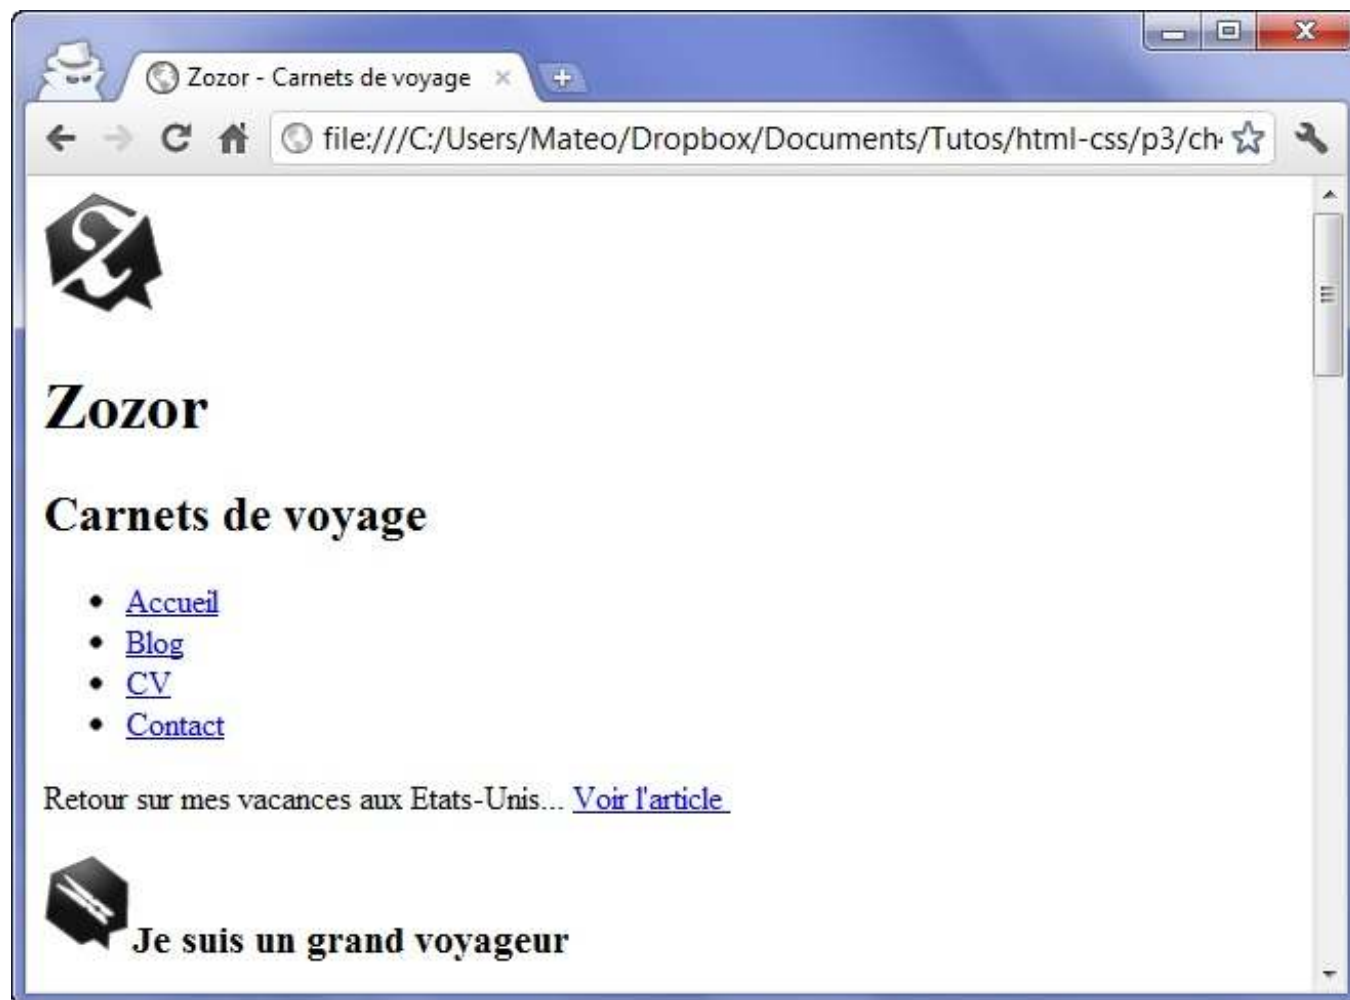 Zozor - Carnets de voyage
file:///C:/Users/Mateo/Dropbox/Documents/Tutos/html-css/p3/ch
Zozor
Carnets de voyage
Accueil
Blog
CV
Contact
Retour sur mes vacances aux Etats-Unis... Voir l'article
Je suis un grand voyageur